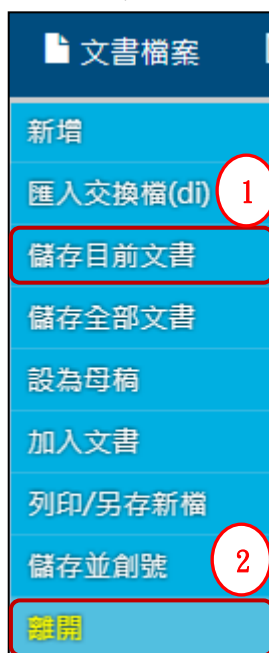 文書檔案
新增
匯入交換檔(di)
1
儲存目前文書
儲存全部文書
設為母稿
加入文書
列印/另存新檔
儲存並創號
2
離開